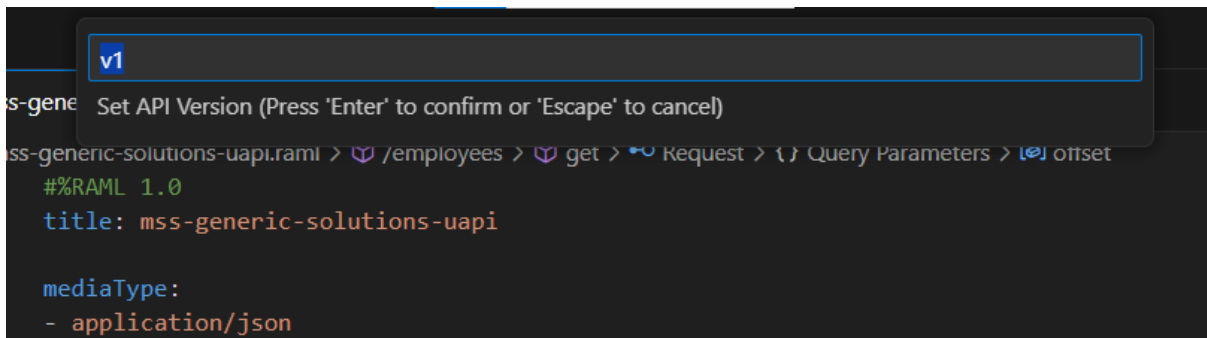 v1
ss-gene
Set API Version (Press 'Enter' to confirm or 'Escape' to cancel)
ss-generic-solutions-uapi.raml > /employees > get > Request > {} Query Parameters > offset
#%RAML 1.0
title: mss-generic-solutions-uapi
mediaType:
- application/json